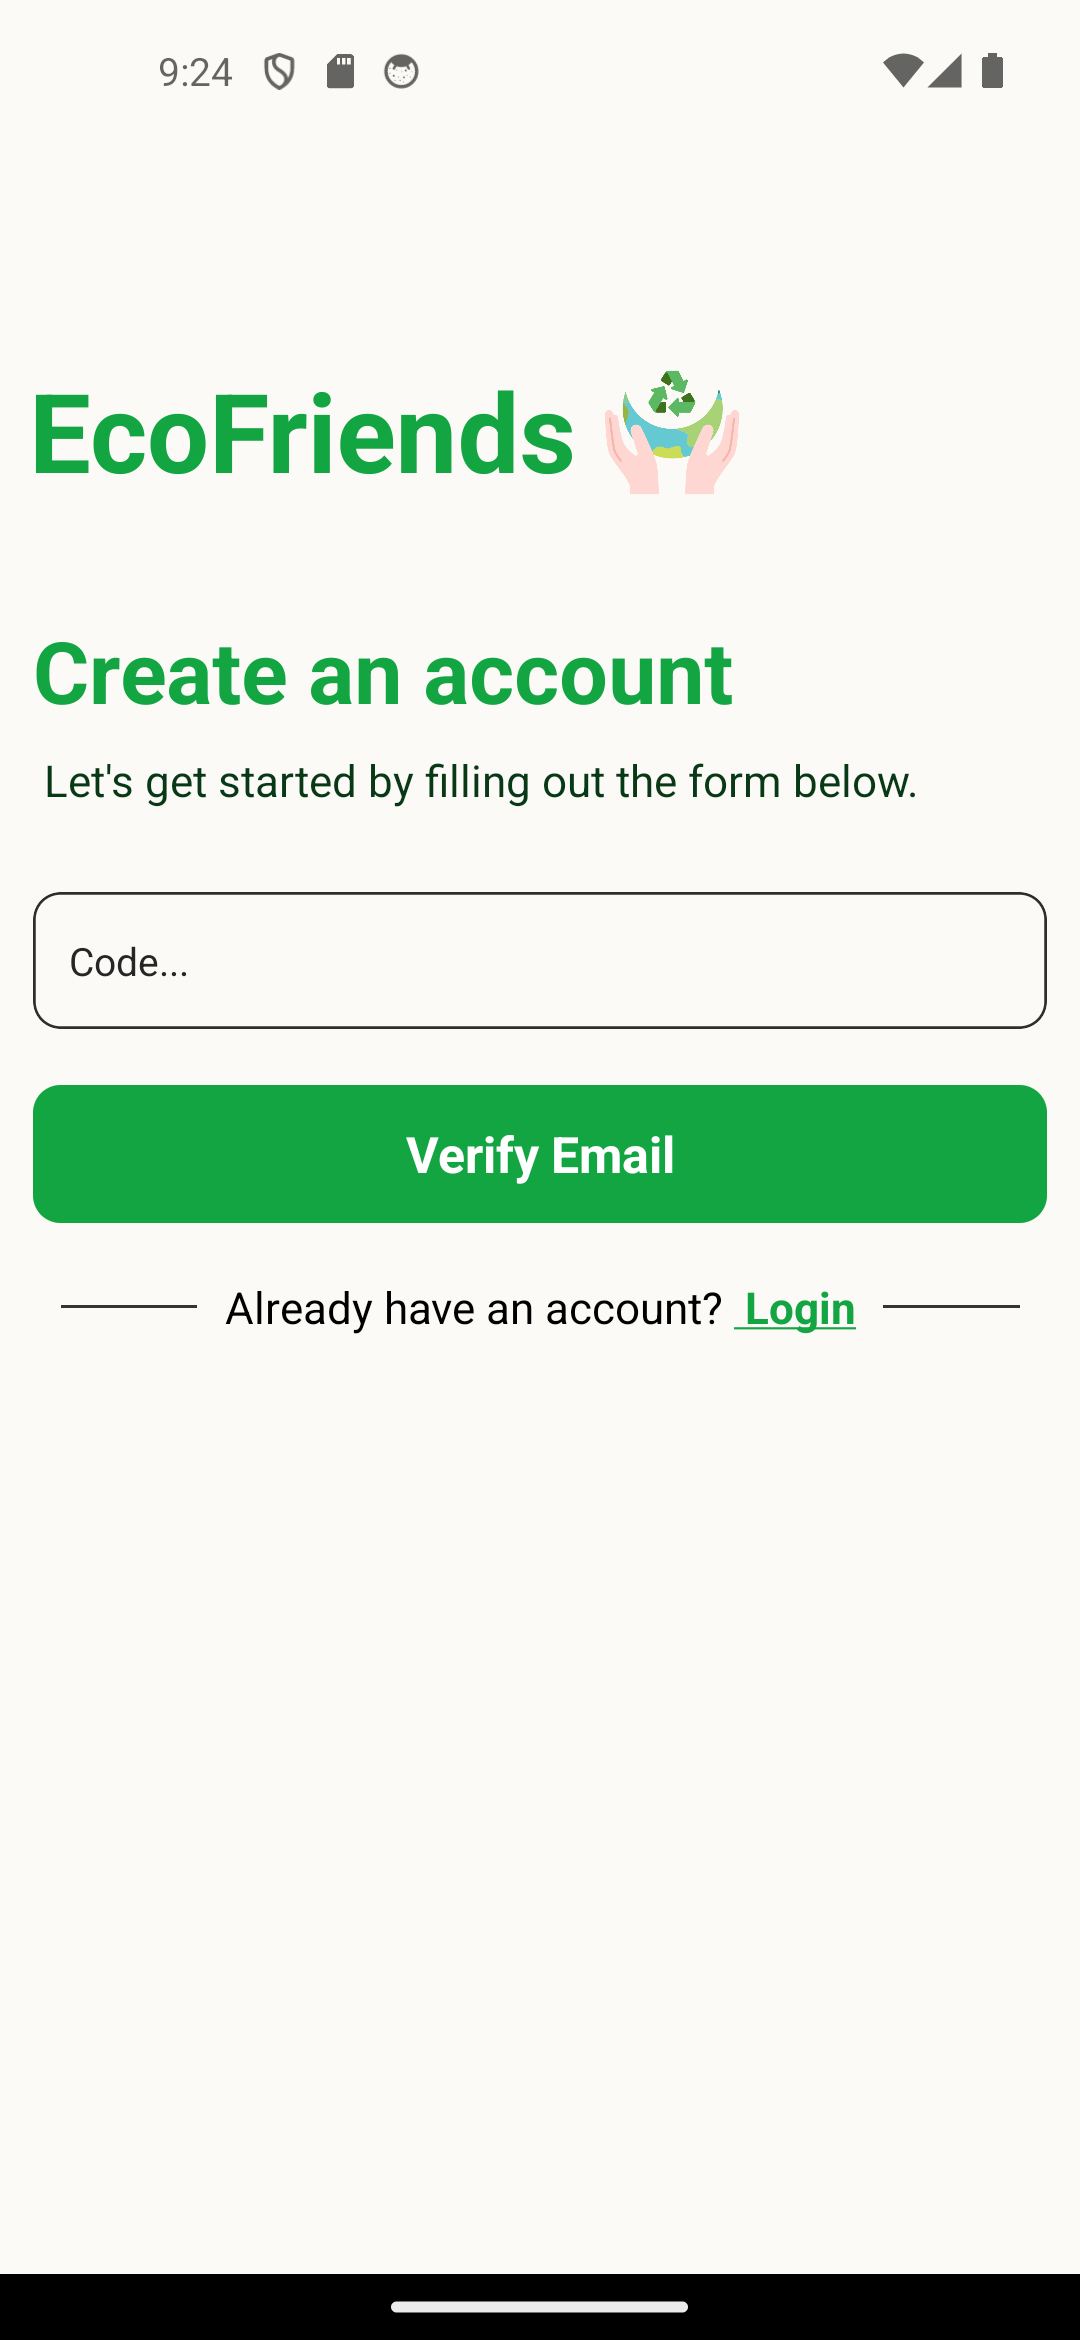 9:24
EcoFriends
Create an account
Let's get started by filling out the form below.
Code...
Verify Email
Already have an account? Login